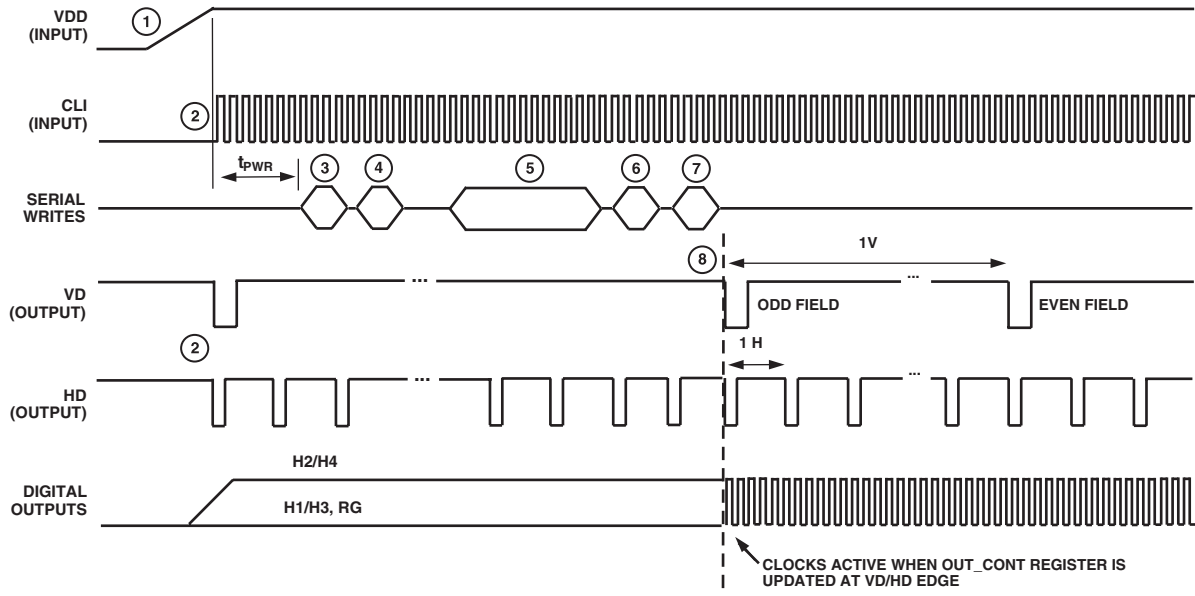 VDD
(INPUT)
1
CLI
(INPUT)
2
tPWR
3
4
5
6
7
SERIAL
WRITES
8
1V
VD
(OUTPUT)
...
...
ODD FIELD
EVEN FIELD
2
1 H
HD
(OUTPUT)
...
...
H2/H4
DIGITAL
OUTPUTS
H1/H3, RG
CLOCKS ACTIVE WHEN OUT_CONT REGISTER IS
UPDATED AT VD/HD EDGE